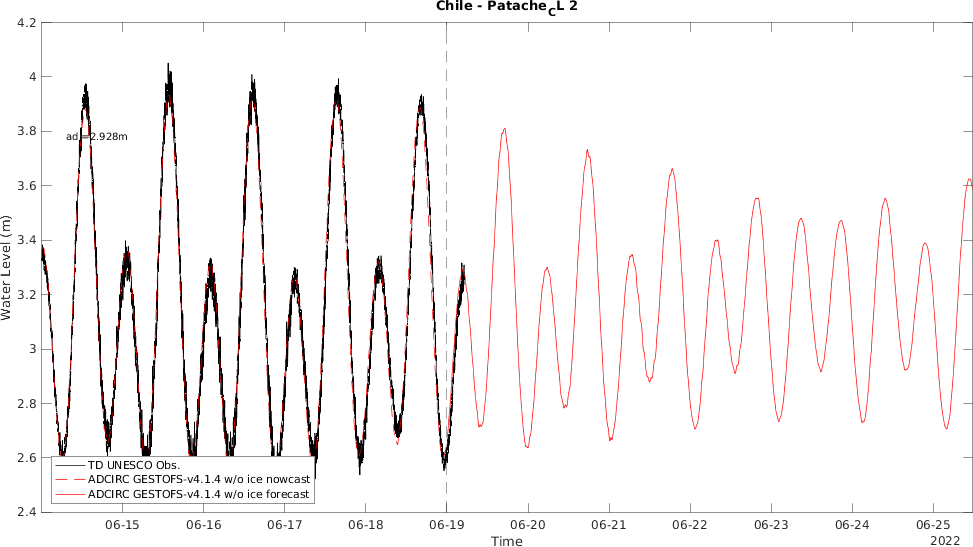 Chile - Patache_CL 2
4.2
4
3.8
3.6
3.4
3.2
3
2.8
2.6
2.4
Water Level (m)
adj=2.928m
TD UNESCO Obs.
ADCIRC GESTOFS-v4.1.4 w/o ice nowcast
ADCIRC GESTOFS-v4.1.4 w/o ice forecast
06-15 06-16 06-17 06-18 06-19 06-20 06-21 06-22 06-23 06-24 06-25
Time
2022